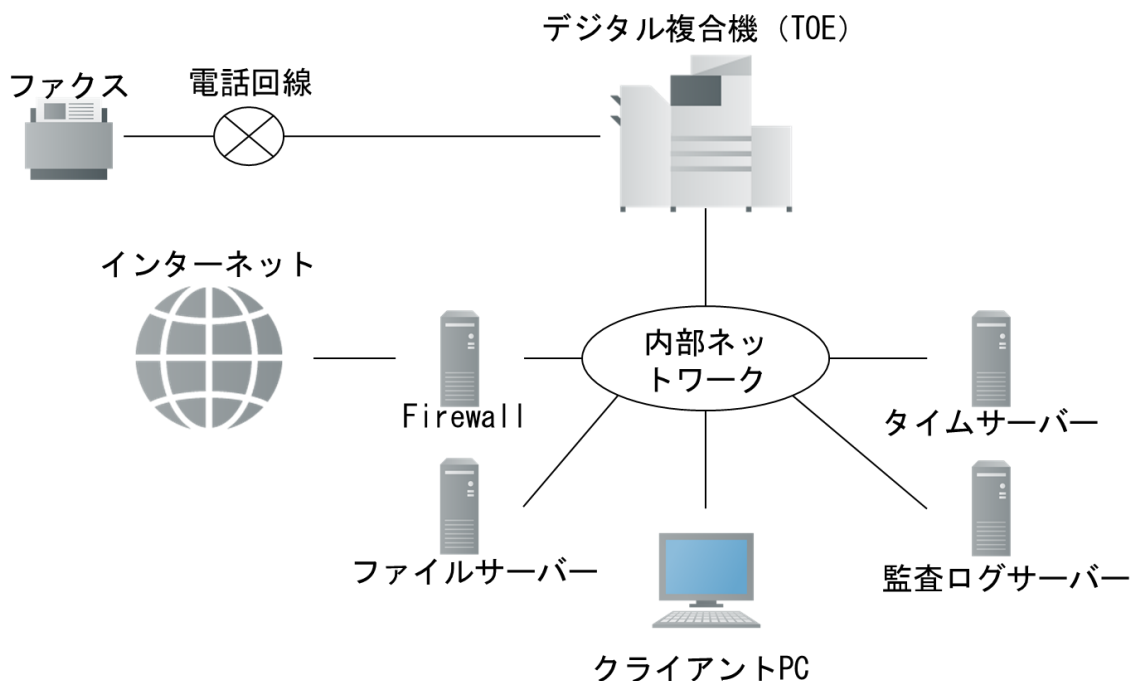 デジタル複合機（TOE）
ファクス
電話回線
インターネット
内部ネッ
トワーク
Firewall
タイムサーバー
ファイルサーバー
監査ログサーバー
クライアントPC